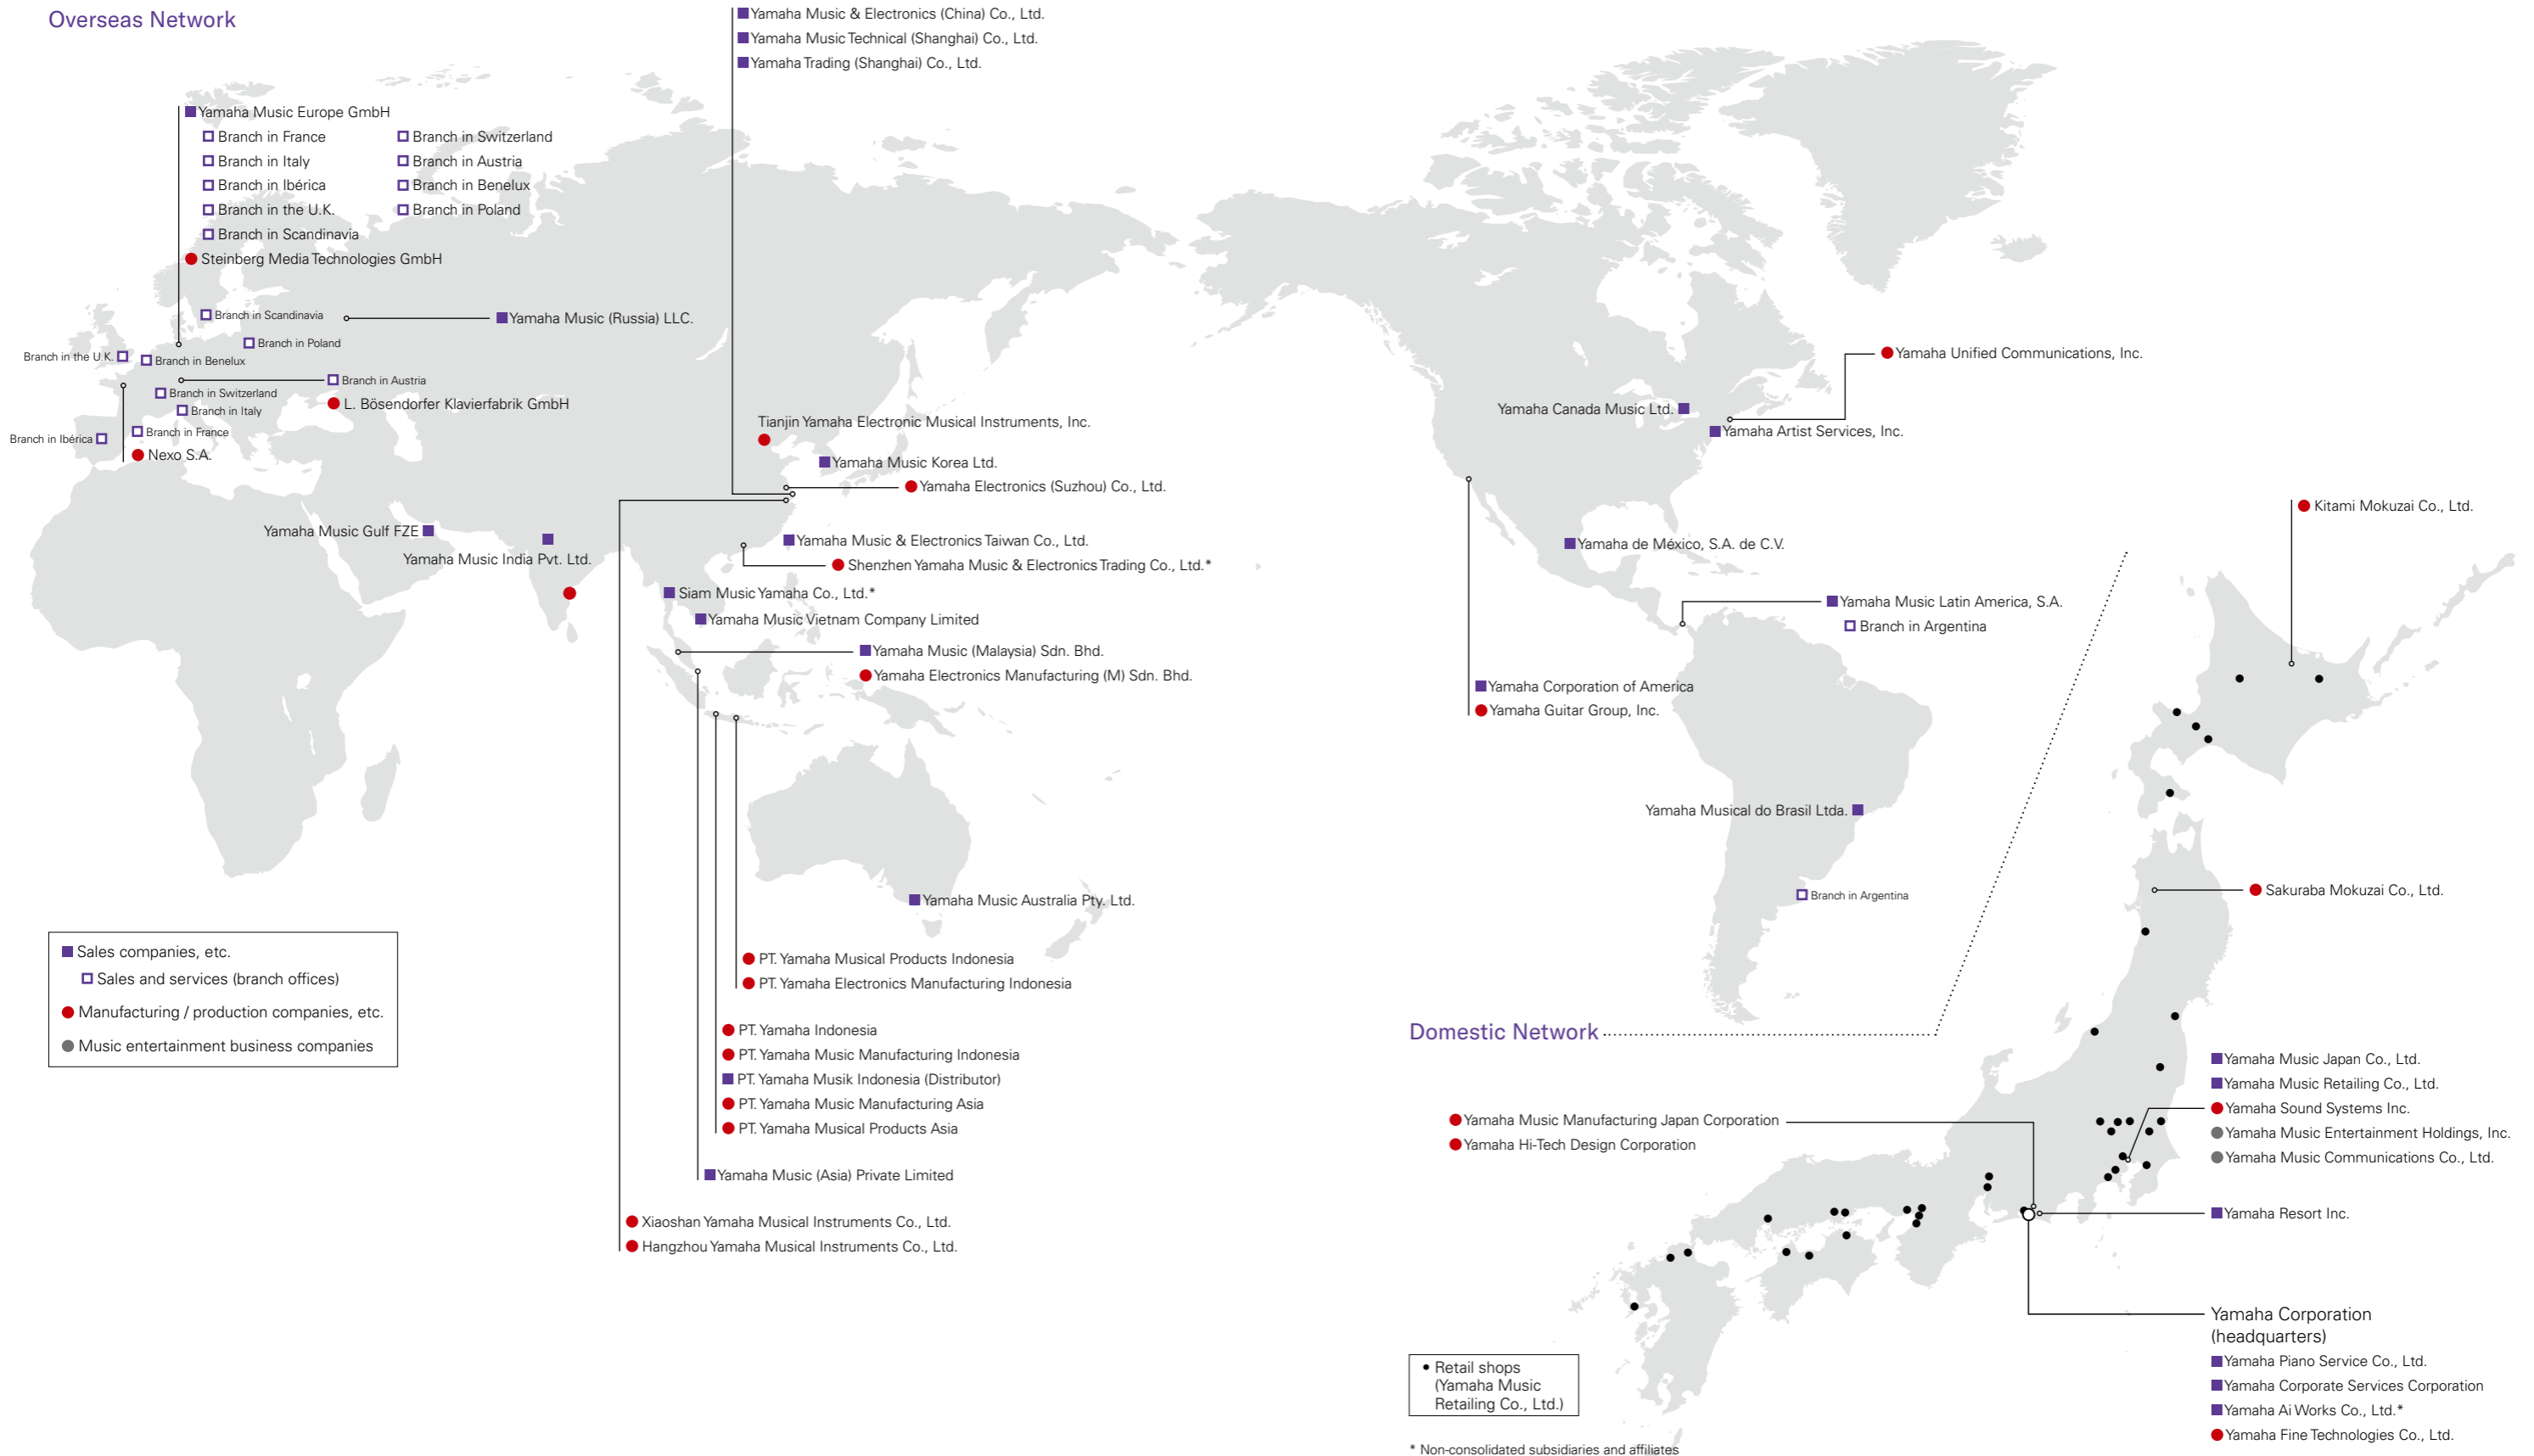 Overseas Network
Yamaha Music & Electronics (China) Co., Ltd.
Yamaha Music Technical (Shanghai) Co., Ltd.
Yamaha Trading (Shanghai) Co., Ltd.
Yamaha Music Europe GmbH
Branch in France
Branch in Switzerland
Branch in Italy
Branch in Austria
Branch in Ibérica
Branch in Benelux
Branch in the U.K.
Branch in Poland
Branch in Scandinavia
Steinberg Media Technologies GmbH
Branch in Scandinavia
Yamaha Music (Russia) LLC.
Branch in Poland
Branch in the U.K.
Branch in Benelux
Branch in Austria
Branch in Switzerland
L. Bösendorfer Klavierfabrik GmbH
Branch in Italy
Branch in France
Branch in Ibérica
Nexo S.A.
Tianjin Yamaha Electronic Musical Instruments, Inc.
Yamaha Music Korea Ltd.
Yamaha Electronics (Suzhou) Co., Ltd.
Yamaha Music Gulf FZE
Yamaha Music India Pvt. Ltd.
Yamaha Music & Electronics Taiwan Co., Ltd.
Shenzhen Yamaha Music & Electronics Trading Co., Ltd.*
Siam Music Yamaha Co., Ltd.*
Yamaha Music Vietnam Company Limited
Yamaha Music (Malaysia) Sdn. Bhd.
Yamaha Electronics Manufacturing (M) Sdn. Bhd.
Yamaha Music Australia Pty. Ltd.
PT. Yamaha Musical Products Indonesia
PT. Yamaha Electronics Manufacturing Indonesia
PT. Yamaha Indonesia
PT. Yamaha Music Manufacturing Indonesia
PT. Yamaha Musik Indonesia (Distributor)
PT. Yamaha Music Manufacturing Asia
PT. Yamaha Musical Products Asia
Yamaha Music (Asia) Private Limited
Xiaoshan Yamaha Musical Instruments Co., Ltd.
Hangzhou Yamaha Musical Instruments Co., Ltd.
Sales companies, etc.
Sales and services (branch offices)
Manufacturing / production companies, etc.
Music entertainment business companies
Yamaha Unified Communications, Inc.
Yamaha Canada Music Ltd.
Yamaha Artist Services, Inc.
Yamaha de México, S.A. de C.V.
Yamaha Music Latin America, S.A.
Branch in Argentina
Yamaha Corporation of America
Yamaha Guitar Group, Inc.
Yamaha Musical do Brasil Ltda.
Branch in Argentina
Domestic Network
Kitami Mokuzai Co., Ltd.
Sakuraba Mokuzai Co., Ltd.
Yamaha Music Japan Co., Ltd.
Yamaha Music Retailing Co., Ltd.
Yamaha Sound Systems Inc.
Yamaha Music Entertainment Holdings, Inc.
Yamaha Music Communications Co., Ltd.
Yamaha Music Manufacturing Japan Corporation
Yamaha Hi-Tech Design Corporation
Yamaha Resort Inc.
Yamaha Corporation
(headquarters)
Yamaha Piano Service Co., Ltd.
Yamaha Corporate Services Corporation
Yamaha Ai Works Co., Ltd.*
Yamaha Fine Technologies Co., Ltd.
Retail shops
(Yamaha Music
Retailing Co., Ltd.)
* Non-consolidated subsidiaries and affiliates